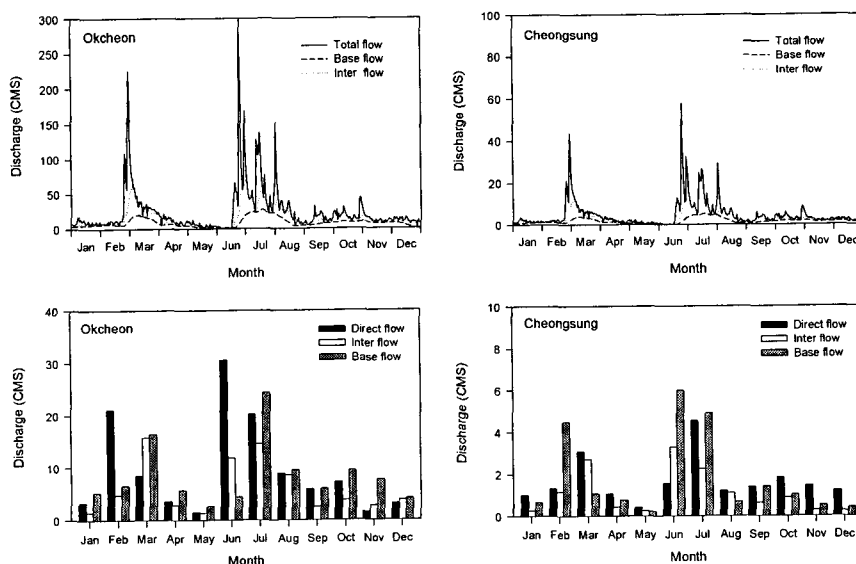 Okcheon
Total flow
Base flow
Inter flow
300
250
200
150
100
50
0
Discharge (CMS)
Jan Feb Mar Apr May Jun Jul Aug Sep Oct Nov Dec
Month
Cheongsung
Total flow
Base flow
Inter flow
100
80
60
40
20
0
Discharge (CMS)
Jan Feb Mar Apr May Jun Jul Aug Sep Oct Nov Dec
Month
Okcheon
Direct flow
Inter flow
Base flow
40
30
20
10
0
Discharge (CMS)
Jan Feb Mar Apr May Jun Jul Aug Sep Oct Nov Dec
Month
Cheongsung
Direct flow
Inter flow
Base flow
10
8
6
4
2
0
Discharge (CMS)
Jan Feb Mar Apr May Jun Jul Aug Sep Oct Nov Dec
Month